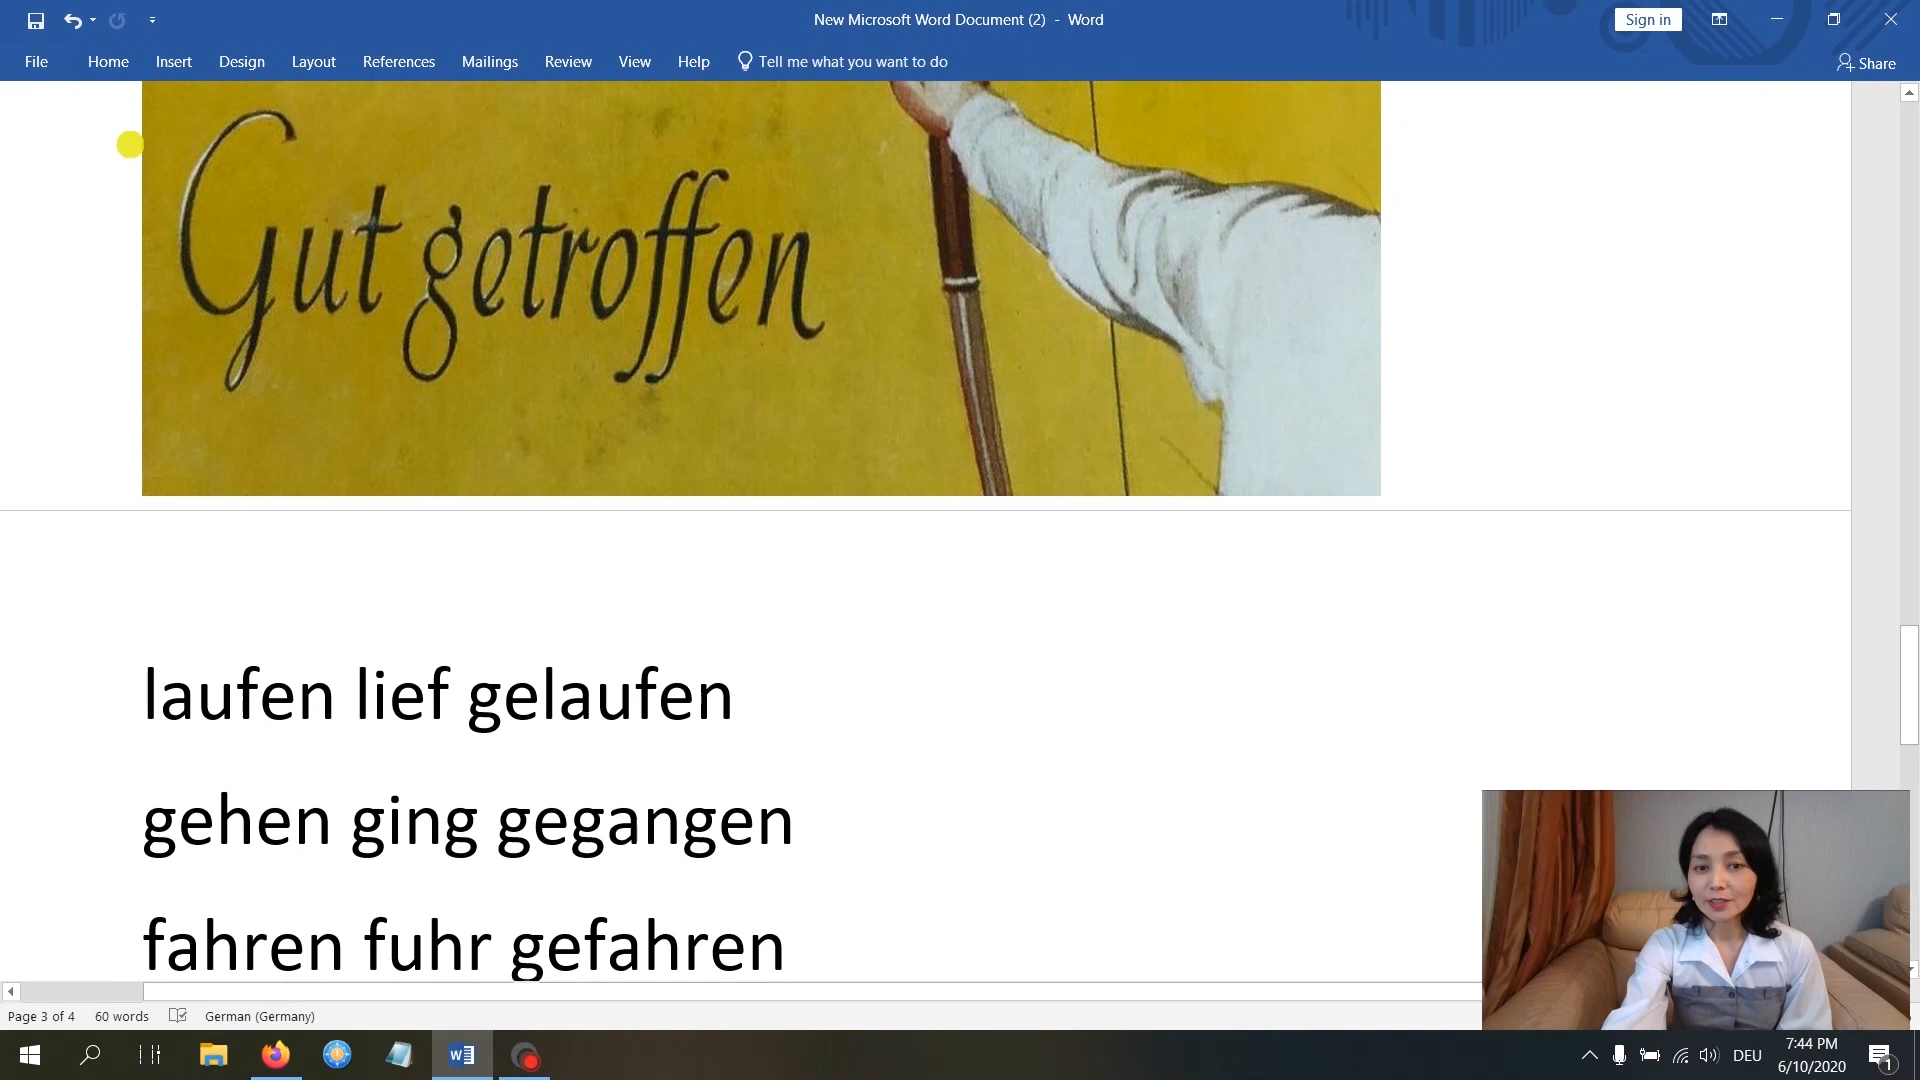 New Microsoft Word Document (2) - Word
Sign in
File Home Insert Design Layout References Mailings Review View Help Tell me what you want to do
Share
Gut getroffen
laufen lief gelaufen
gehen ging gegangen
fahren fuhr gefahren
Page 3 of 4 60 words German (Germany)
DEU
7:44 PM
6/10/2020
1